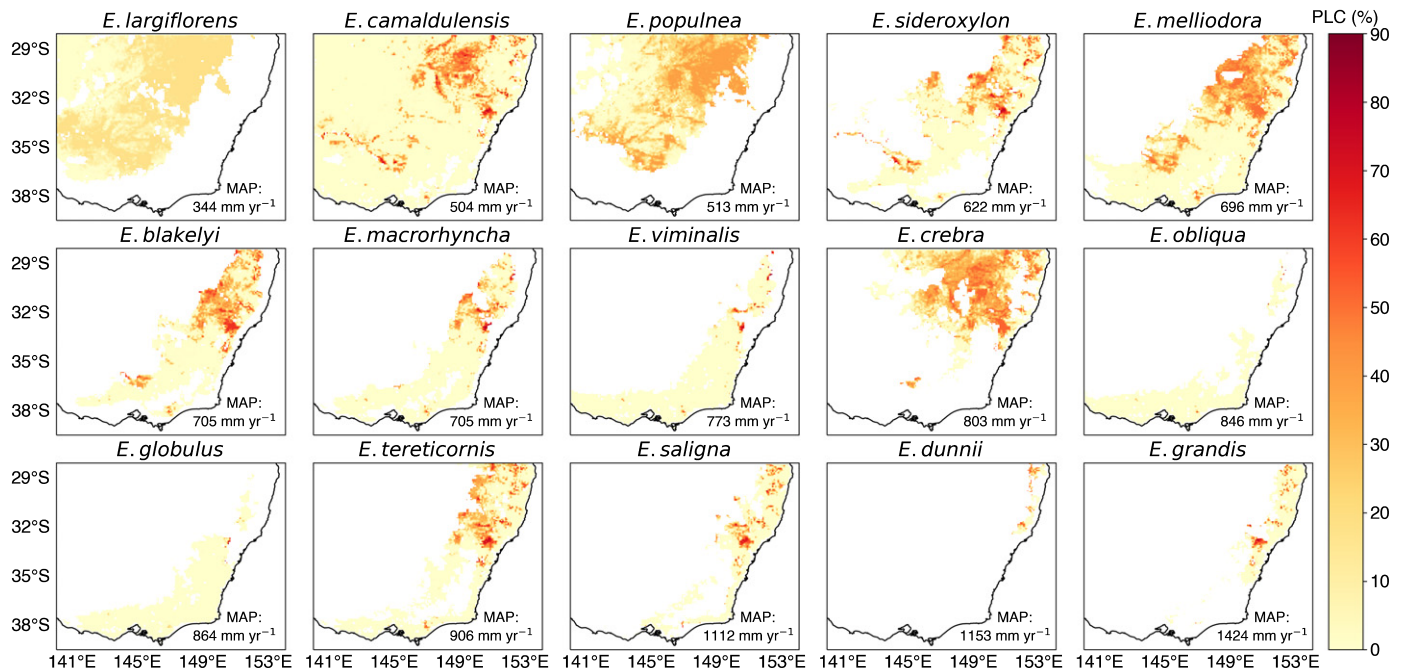 E. largiflorens E. camaldulensis E. populnea E. sideroxylon E. melliodora PLC (%)
29°S 90
32°S 80
35°S 70
38°S
MAP: MAP: MAP: MAP: MAP:
344 mm yr⁻¹ 504 mm yr⁻¹ 513 mm yr⁻¹ 622 mm yr⁻¹ 696 mm yr⁻¹
E. blakelyi E. macrorhyncha E. viminalis E. crebra E. obliqua
29°S 60
32°S 50
35°S 40
38°S
MAP: MAP: MAP: MAP: MAP:
705 mm yr⁻¹ 705 mm yr⁻¹ 773 mm yr⁻¹ 803 mm yr⁻¹ 846 mm yr⁻¹
E. globulus E. tereticornis E. saligna E. dunnii E. grandis
29°S 30
32°S 20
35°S 10
38°S
MAP: MAP: MAP: MAP: MAP:
864 mm yr⁻¹ 906 mm yr⁻¹ 1112 mm yr⁻¹ 1153 mm yr⁻¹ 1424 mm yr⁻¹
0
141°E 145°E 149°E 153°E 141°E 145°E 149°E 153°E 141°E 145°E 149°E 153°E 141°E 145°E 149°E 153°E 141°E 145°E 149°E 153°E